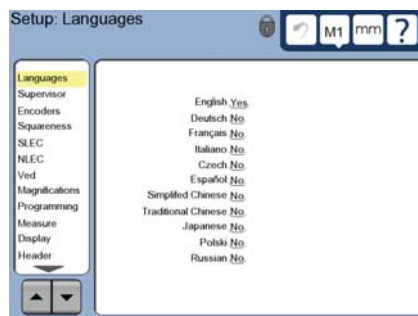 Setup: Languages
M1
mm
?
Languages
Supervisor
Encoders
Squareness
SLEC
NLEC
Ved
Magnifications
Programming
Measure
Display
Header
English Yes
Deutsch No
Français No
Italiano No
Czech No
Español No
Simplifed Chinese No
Traditional Chinese No
Japanese No
Polski No
Russian No